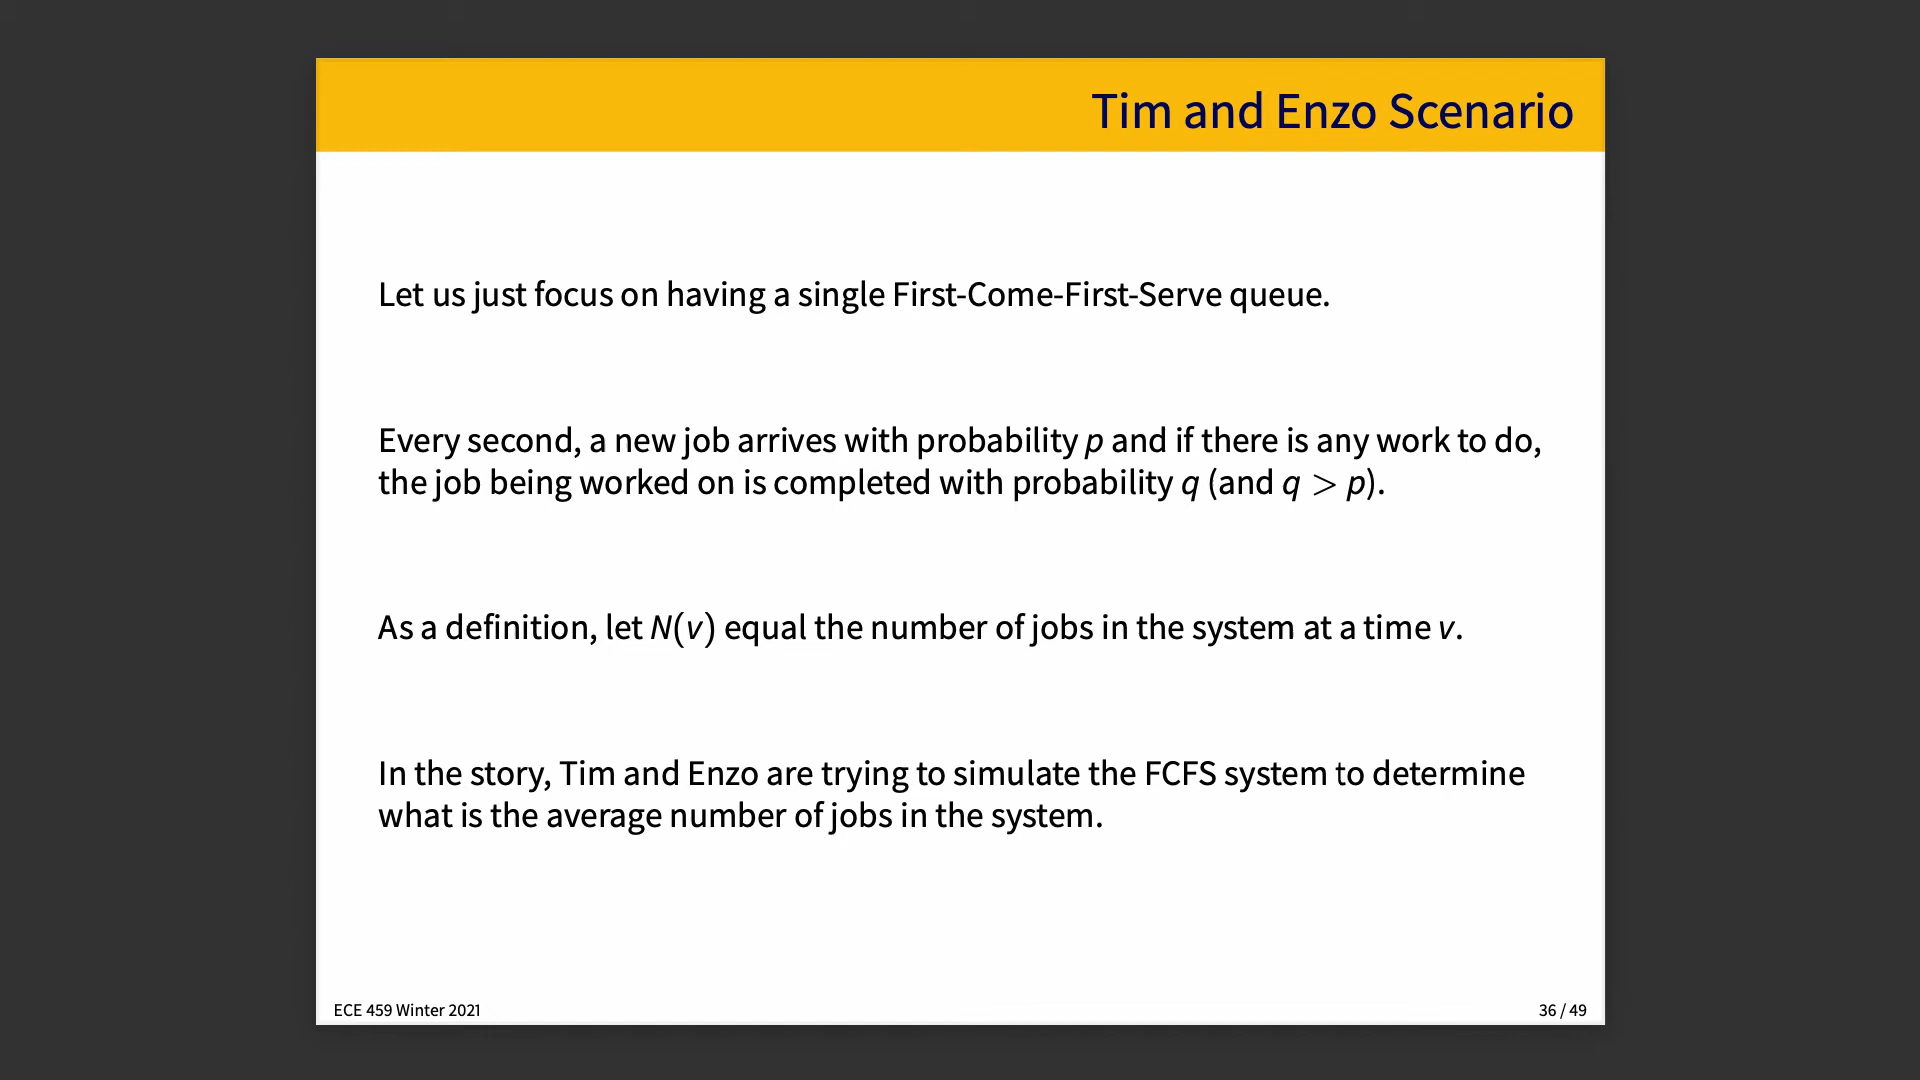 Tim and Enzo Scenario
Let us just focus on having a single First-Come-First-Serve queue.
Every second, a new job arrives with probability p and if there is any work to do,
the job being worked on is completed with probability q (and q > p).
As a definition, let N(v) equal the number of jobs in the system at a time v.
In the story, Tim and Enzo are trying to simulate the FCFS system to determine
what is the average number of jobs in the system.
ECE 459 Winter 2021
36 / 49